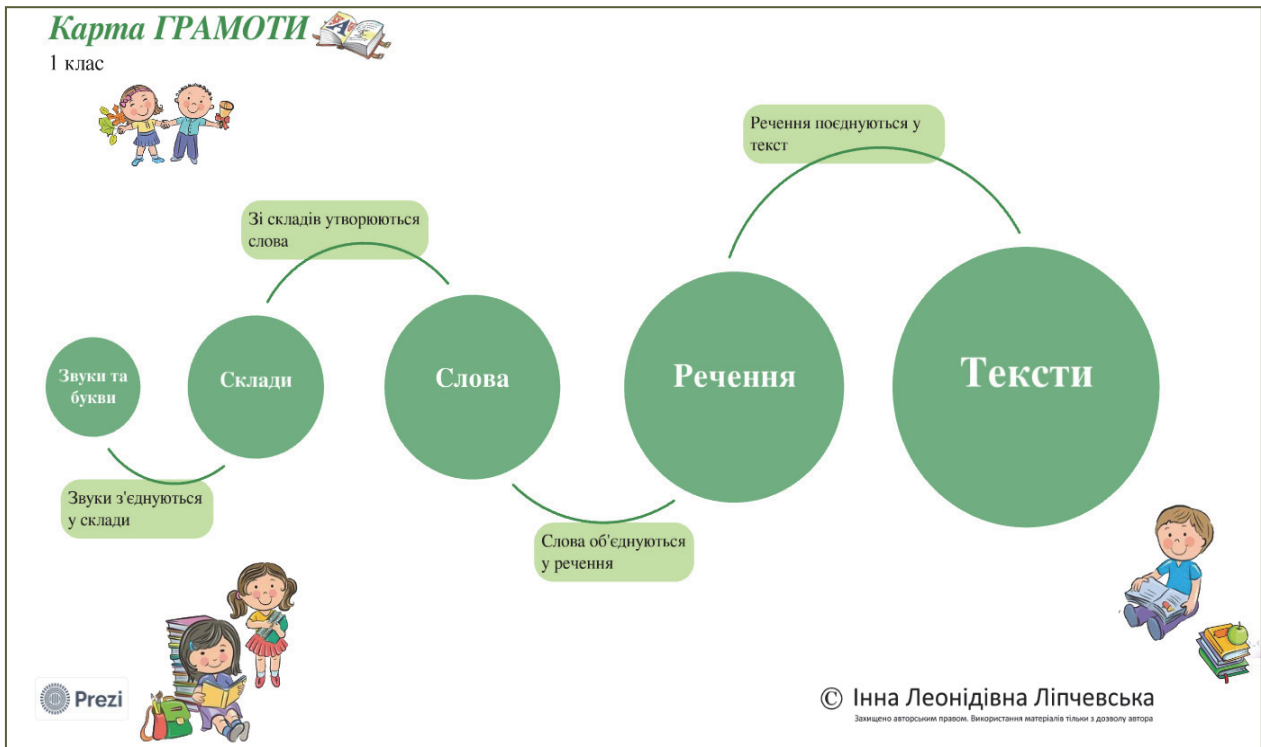 Карта ГРАМОТИ
1 клас
Речення поєднуються у
текст
Зі складів утворюються
слова
Звуки та
букви
Склади
Слова
Речення
Тексти
Звуки з'єднуються
у склади
Слова об'єднуються
у речення
Prezi
© Інна Леонідівна Ліпчевська
Захищено авторським правом. Використання матеріалів тільки з дозволу автора